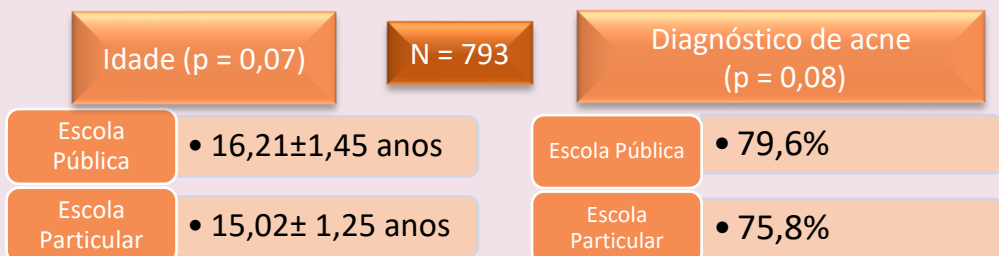 Idade (p = 0,07)
N = 793
Diagnóstico de acne
(p = 0,08)
Escola
Pública
• 16,21±1,45 anos
Escola
Particular
• 15,02± 1,25 anos
Escola Pública
• 79,6%
Escola
Particular
• 75,8%